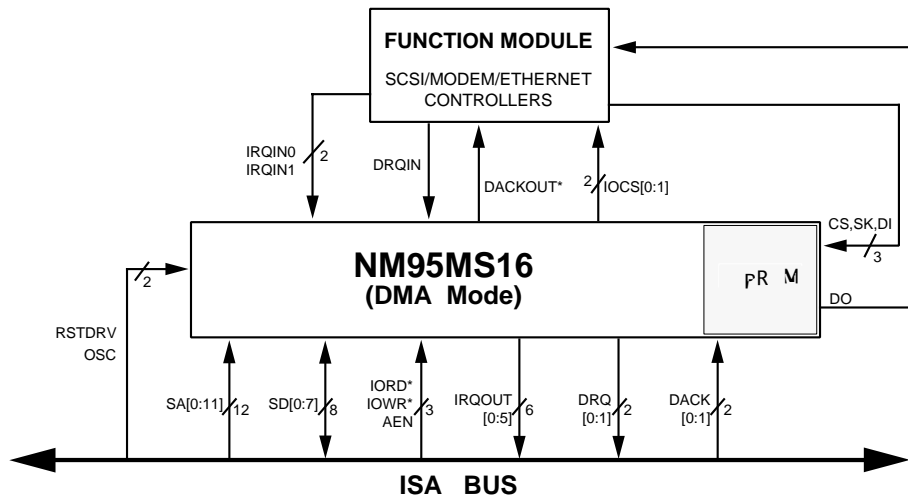 FUNCTION MODULE
SCSI/MODEM/ETHERNET
CONTROLLERS
IRQIN0
IRQIN1
2
DRQIN
DACKOUT*
2
IOCS[0:1]
CS,SK,DI
3
NM95MS16
(DMA Mode)
PR M
DO
2
RSTDRV
OSC
SA[0:11]
12
SD[0:7]
8
IORD*
IOWR*
AEN
3
IRQOUT
[0:5]
6
DRQ
[0:1]
2
DACK
[0:1]
2
ISA BUS